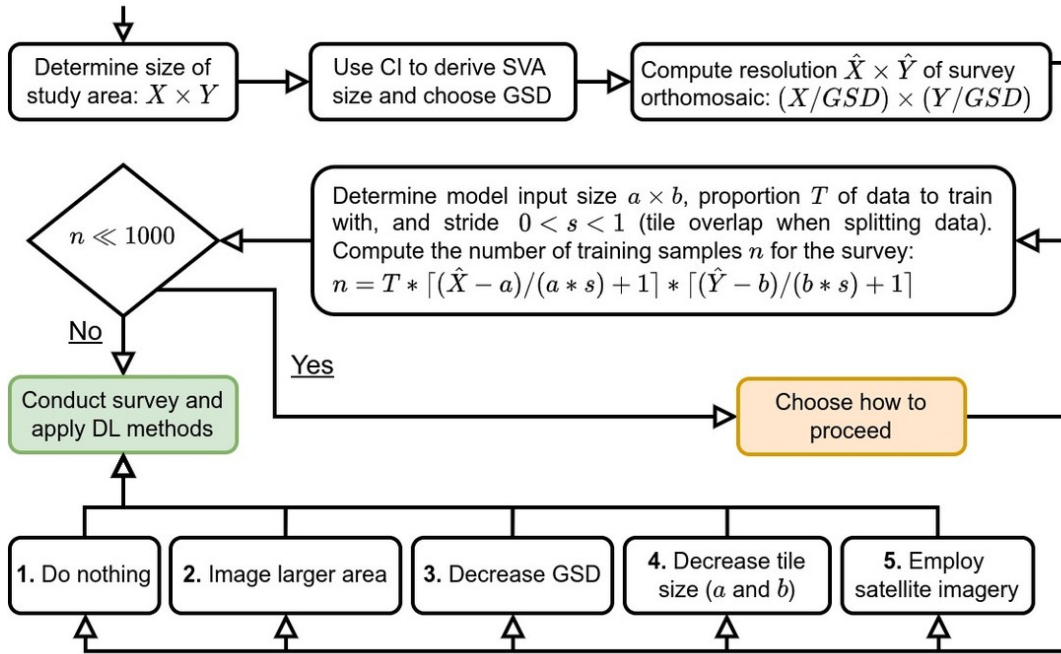 Determine size of
study area: X × Y
Use CI to derive SVA
size and choose GSD
Compute resolution X̂ × Ŷ of survey
orthomosaic: (X/GSD) × (Y/GSD)
n ≪ 1000
Determine model input size a × b, proportion T of data to train
with, and stride 0 < s < 1 (tile overlap when splitting data).
Compute the number of training samples n for the survey:
n = T * ⌈(X̂ − a)/(a * s) + 1⌉ * ⌈(Ŷ − b)/(b * s) + 1⌉
No
Yes
Conduct survey and
apply DL methods
Choose how to
proceed
1. Do nothing
2. Image larger area
3. Decrease GSD
4. Decrease tile
size (a and b)
5. Employ
satellite imagery